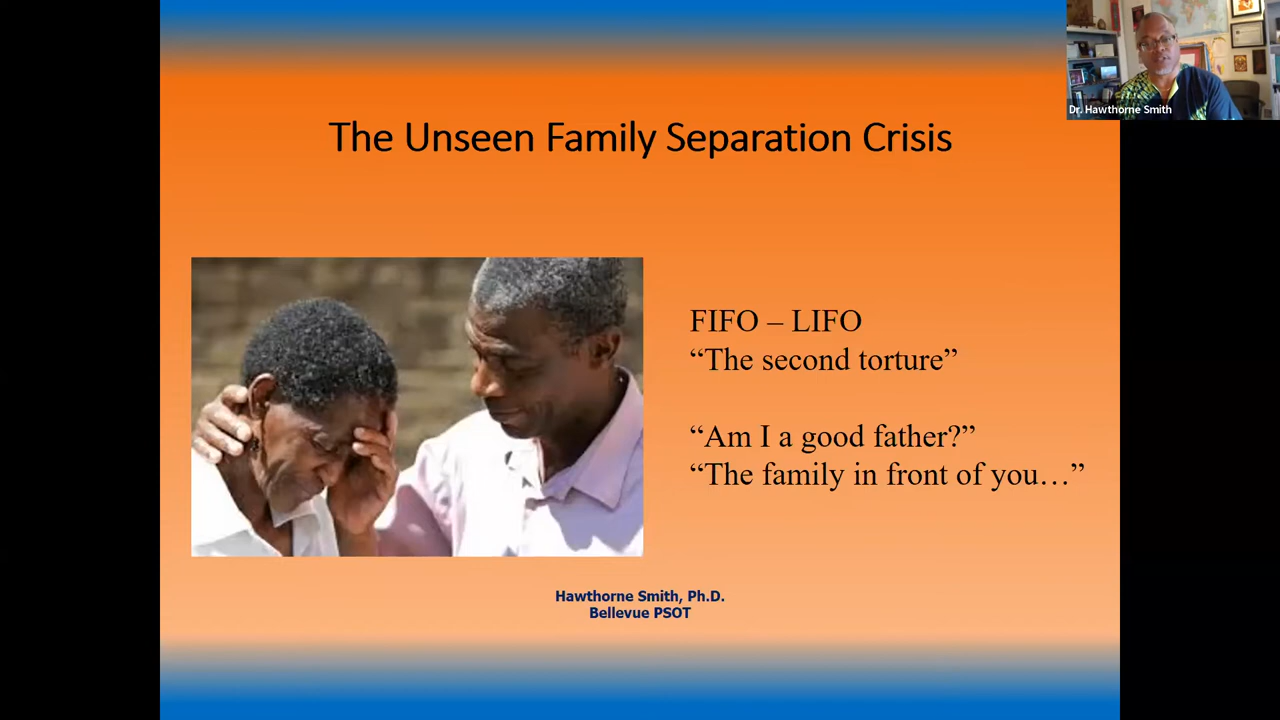 Dr. Hawthorne Smith
The Unseen Family Separation Crisis
FIFO – LIFO
“The second torture”
“Am I a good father?”
“The family in front of you…”
Hawthorne Smith, Ph.D.
Bellevue PSOT